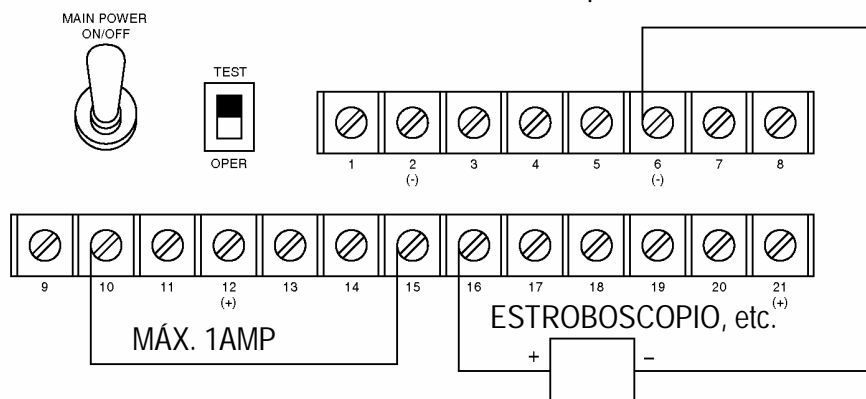 MAIN POWER
ON/OFF
TEST
OPER
1 2 3 4 5 6 7 8
(-) (-)
9 10 11 12 13 14 15 16 17 18 19 20 21
(+) (+)
MÁX. 1AMP
ESTROBOSCOPIO, etc.
+ –